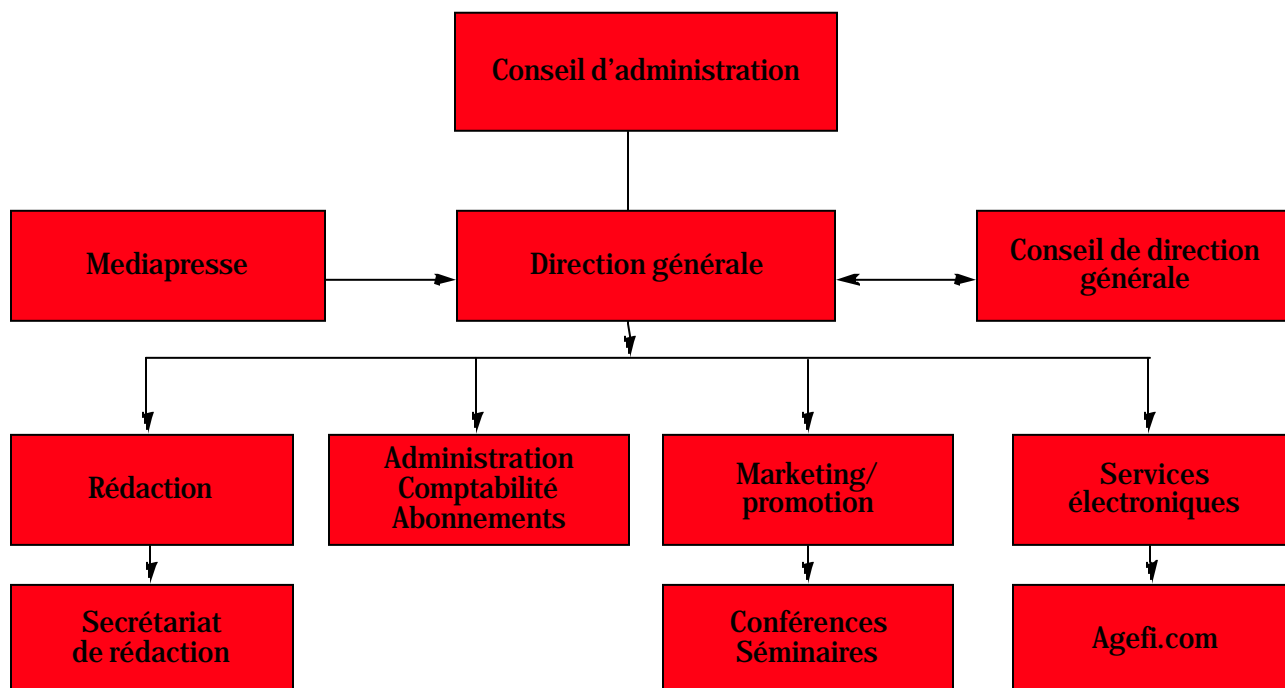 Conseil d’administration
Mediapresse
Direction générale
Conseil de direction
générale
Rédaction
Administration
Comptabilité
Abonnements
Marketing/
promotion
Services
électroniques
Secrétariat
de rédaction
Conférences
Séminaires
Agefi.com